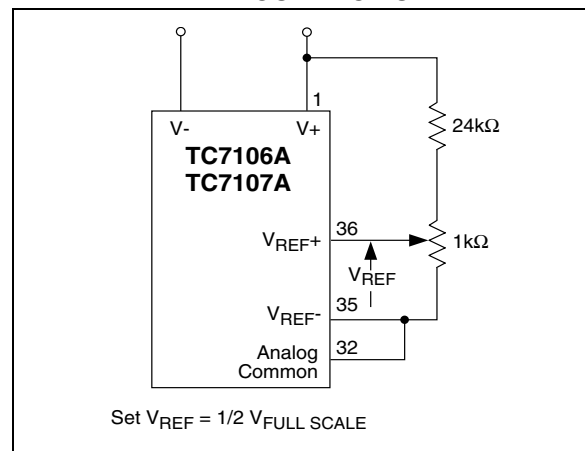 1
V-
V+
24kΩ
TC7106A
TC7107A
36
VREF+
1kΩ
VREF
35
VREF-
32
Analog
Common
Set VREF = 1/2 VFULL SCALE